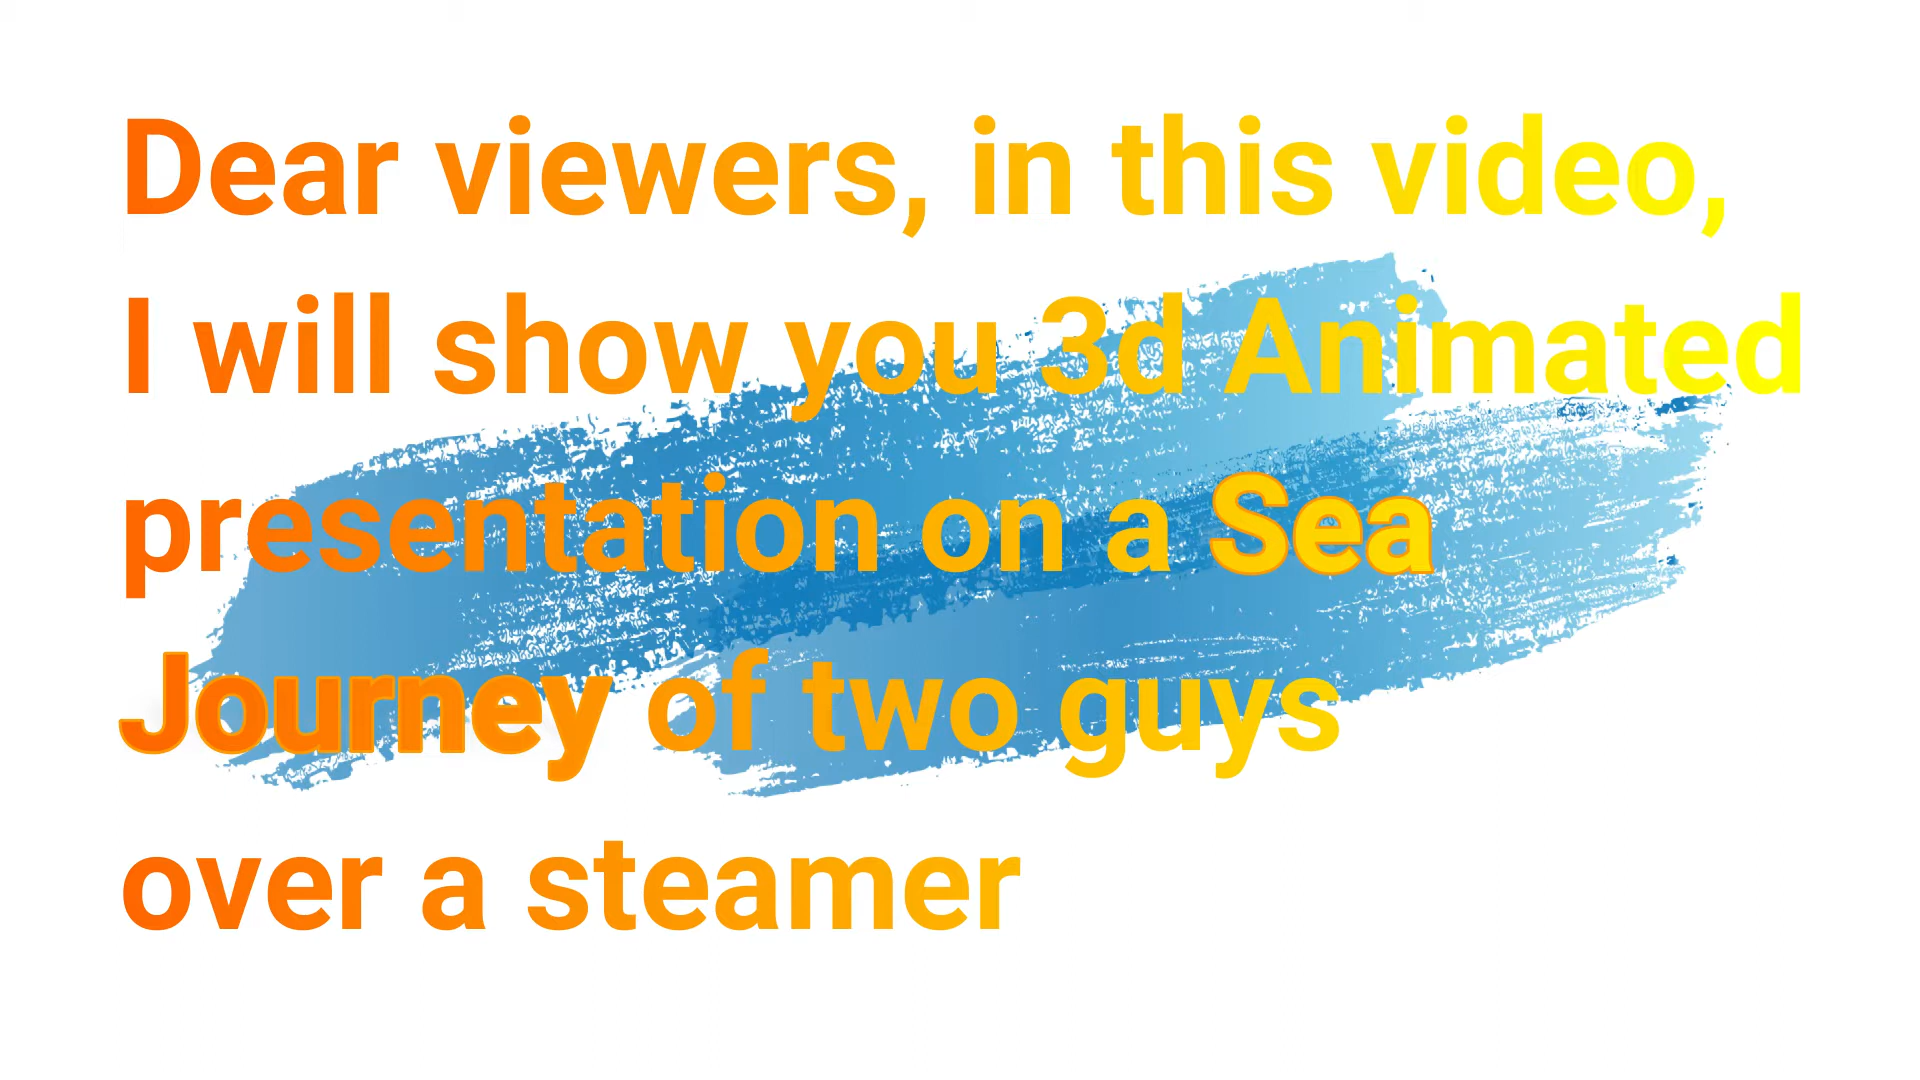 Dear viewers, in this video,
I will show you 3d Animated
presentation on a Sea
Journey of two guys
over a steamer